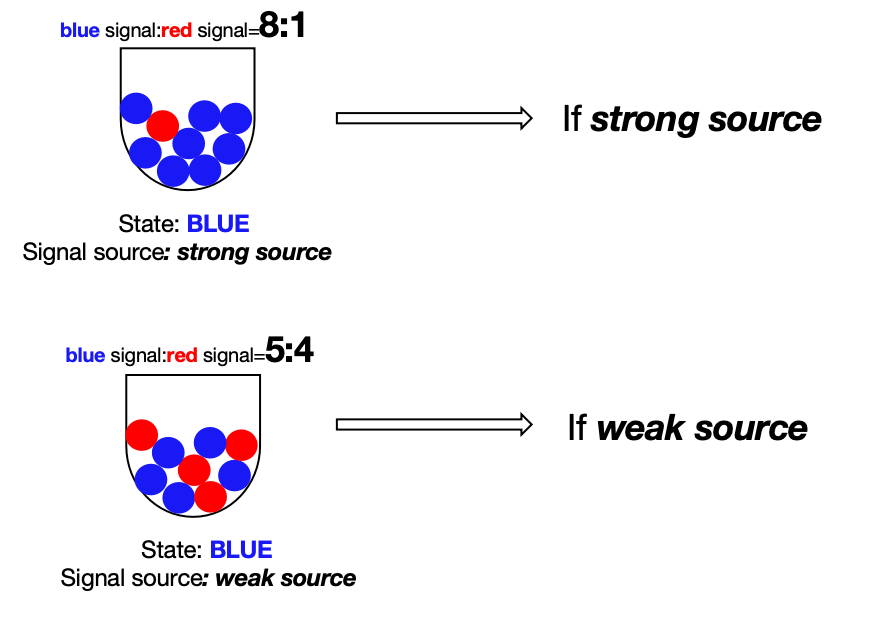 blue signal:red signal=8:1
If strong source
State: BLUE
Signal source: strong source
blue signal:red signal=5:4
If weak source
State: BLUE
Signal source: weak source